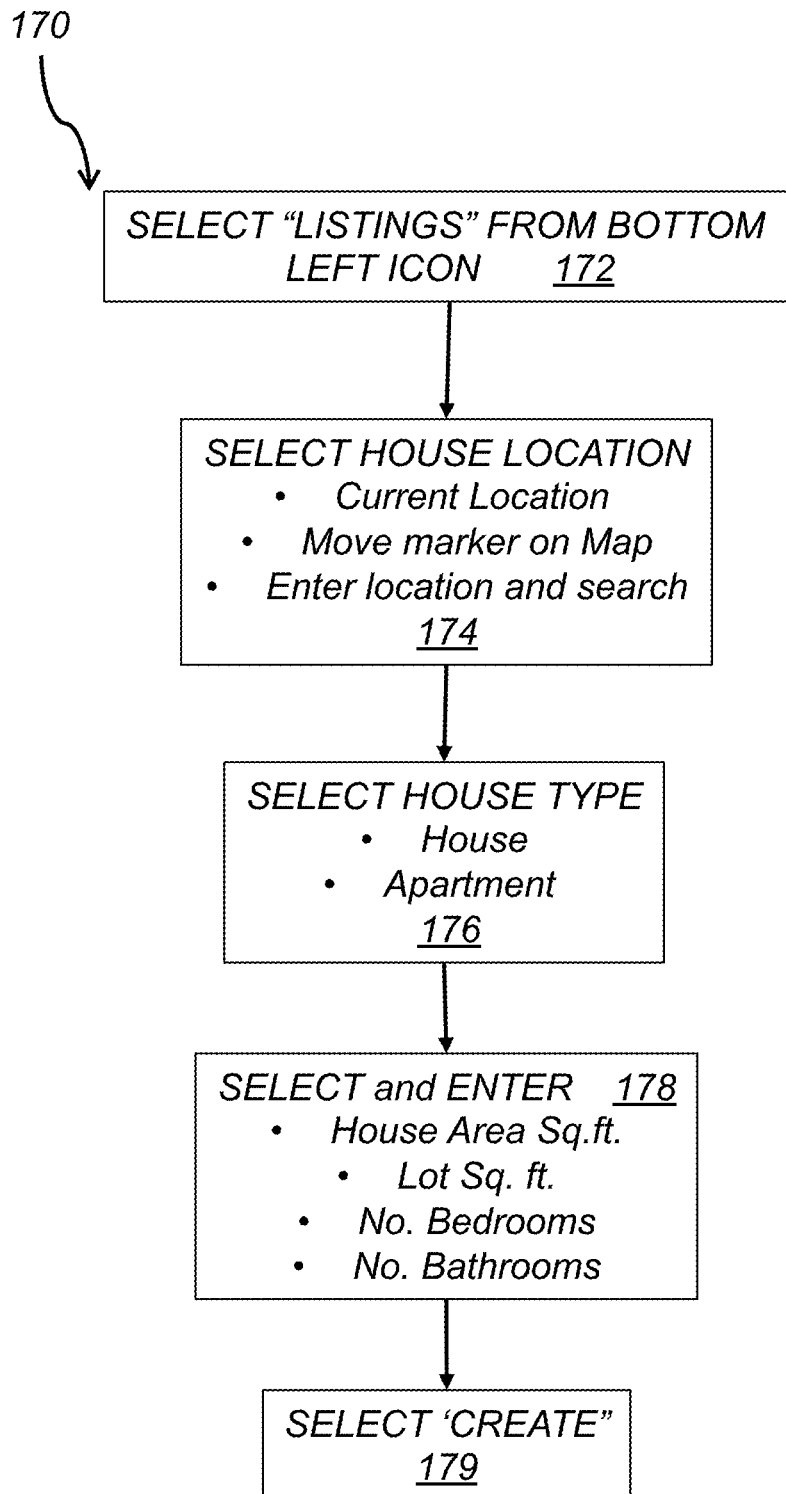 170
SELECT “LISTINGS” FROM BOTTOM
LEFT ICON 172
SELECT HOUSE LOCATION
• Current Location
• Move marker on Map
• Enter location and search
174
SELECT HOUSE TYPE
• House
• Apartment
176
SELECT and ENTER 178
• House Area Sq.ft.
• Lot Sq. ft.
• No. Bedrooms
• No. Bathrooms
SELECT ‘CREATE”
179